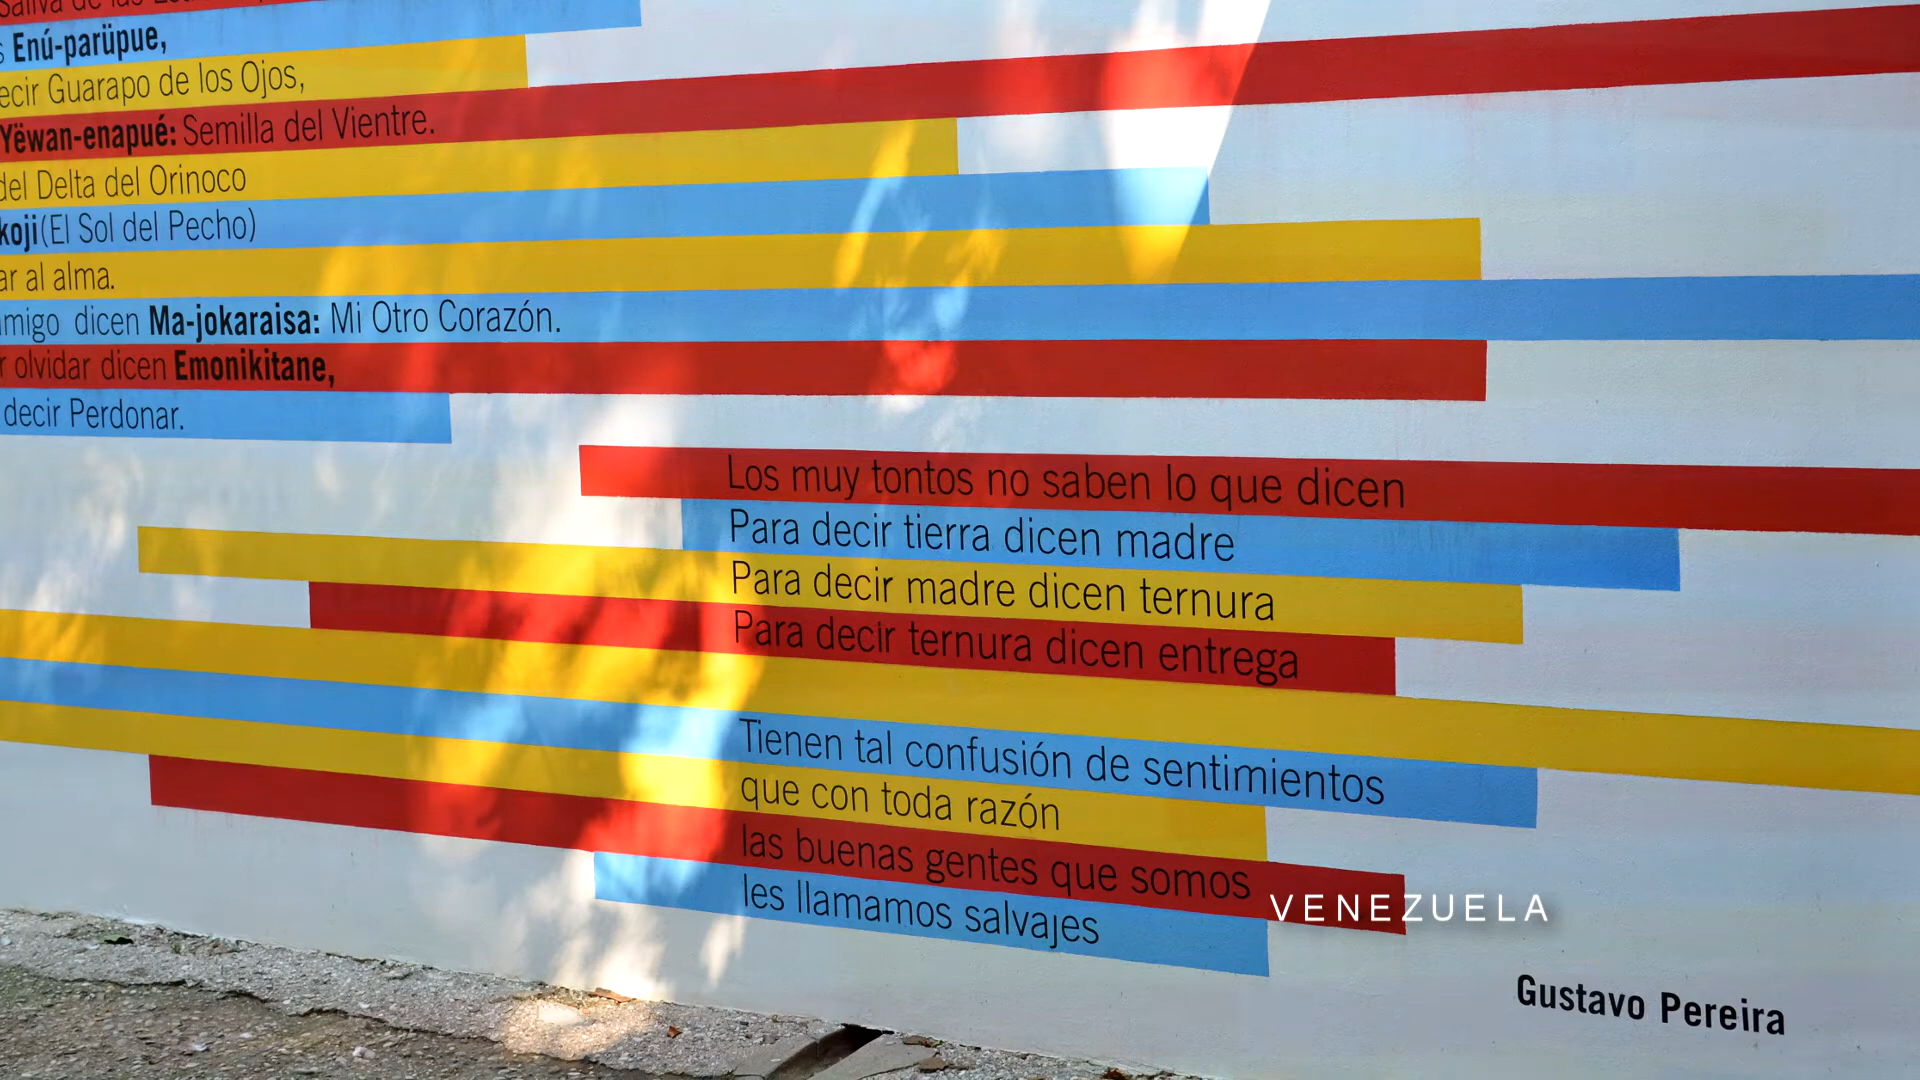 Saliva de las
Enú-parüpue,
ecir Guarapo de los Ojos,
Yëwan-enapué: Semilla del Vientre.
del Delta del Orinoco
koji (El Sol del Pecho)
ar al alma.
amigo dicen Ma-jokaraisa: Mi Otro Corazón.
r olvidar dicen Emonikitane,
decir Perdonar.
Los muy tontos no saben lo que dicen
Para decir tierra dicen madre
Para decir madre dicen ternura
Para decir ternura dicen entrega
Tienen tal confusión de sentimientos
que con toda razón
las buenas gentes que somos
les llamamos salvajes
VENEZUELA
Gustavo Pereira